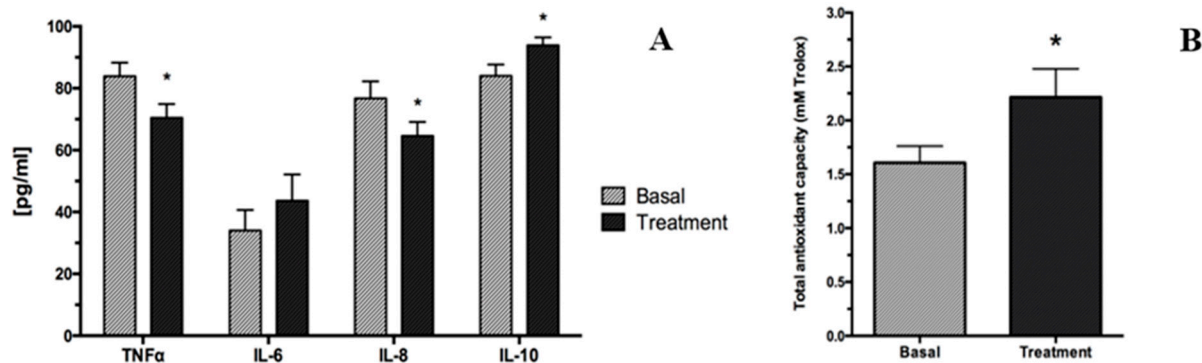 A
[pg/ml]
100
80
60
40
20
0
*
*
*
TNFα IL-6 IL-8 IL-10
Basal
Treatment
B
Total antioxidant capacity (mM Trolox)
3.0
2.5
2.0
1.5
1.0
0.5
0.0
*
Basal Treatment